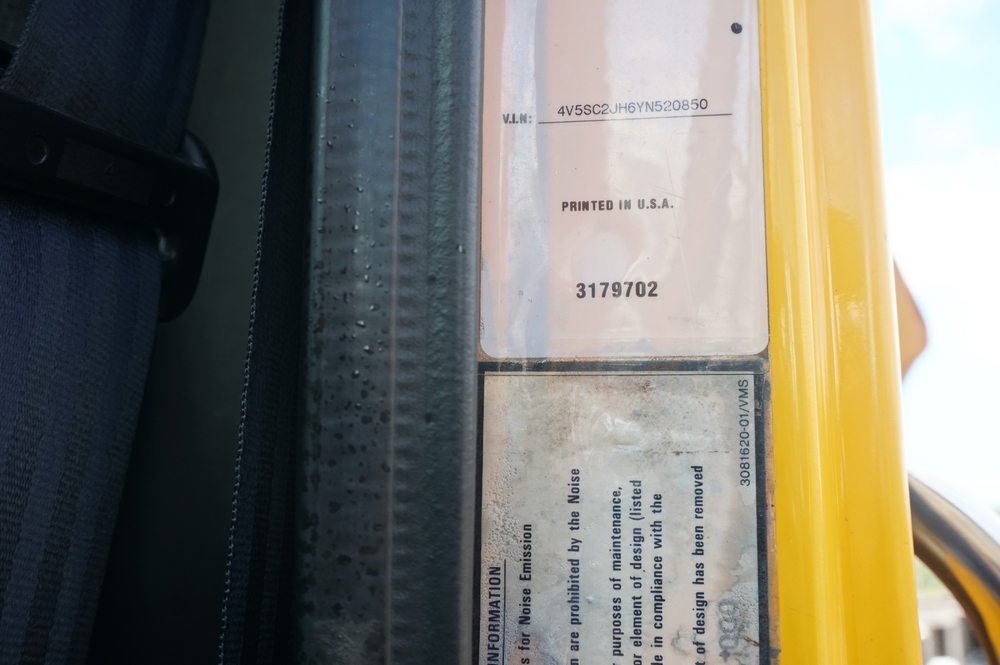 V.I.N: 4V5SC2JH6YN520850
PRINTED IN U.S.A.
3179702
3081620-01/VMS
INFORMATION
s for Noise Emission
n are prohibited by the Noise
r purposes of maintenance,
or element of design (listed
le in compliance with the
t of design has been removed